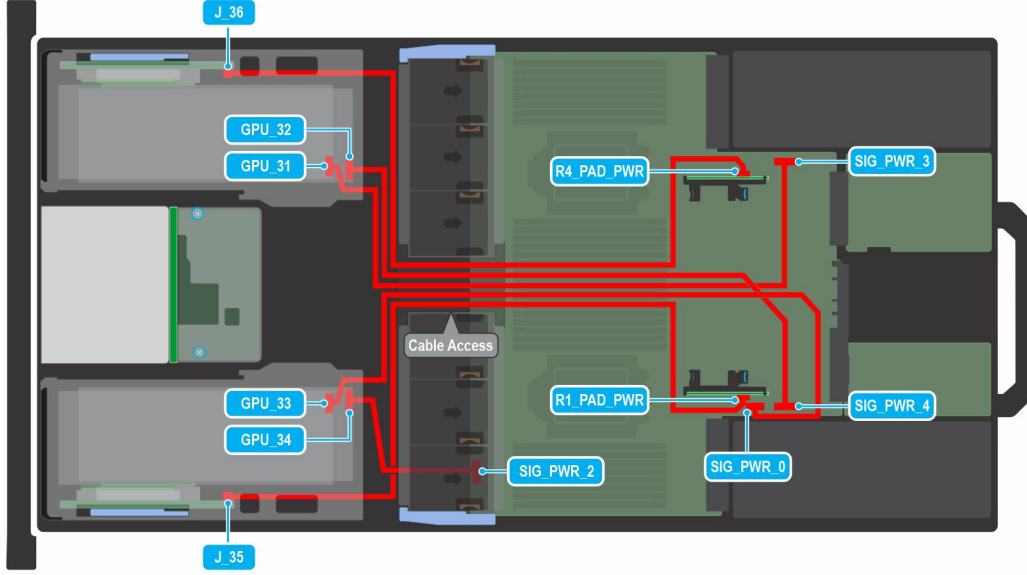 J_36
GPU_32
GPU_31
R4_PAD_PWR
SIG_PWR_3
Cable Access
GPU_33
R1_PAD_PWR
SIG_PWR_4
GPU_34
SIG_PWR_2
SIG_PWR_0
J_35